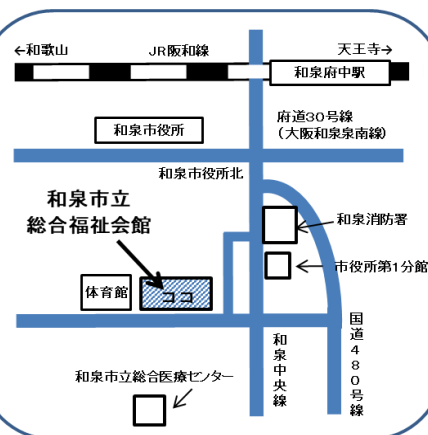 ←和歌山
JR阪和線
天王寺→
和泉府中駅
府道30号線
(大阪和泉泉南線)
和泉市役所
和泉市役所北
和泉市立
総合福祉会館
和泉消防署
市役所第1分館
体育館
ココ
和泉中央線
国道480号線
和泉市立総合医療センター